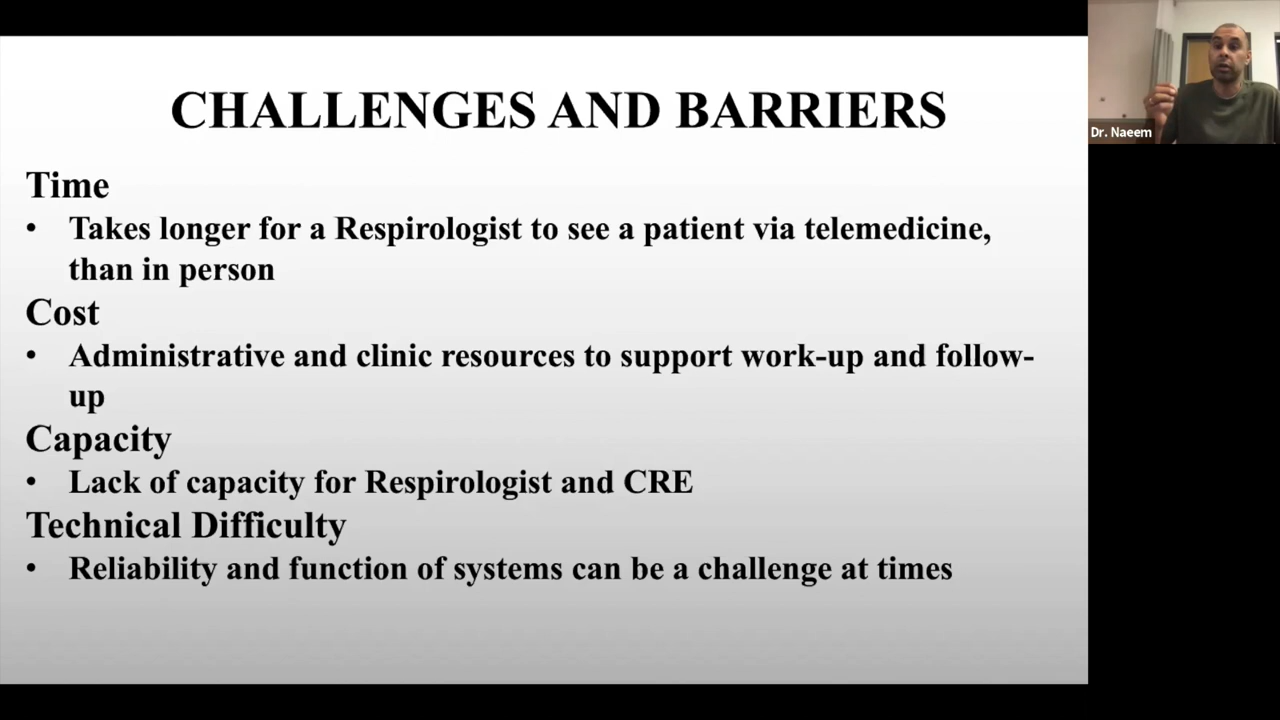 CHALLENGES AND BARRIERS
Time
• Takes longer for a Respirologist to see a patient via telemedicine,
than in person
Cost
• Administrative and clinic resources to support work-up and follow-
up
Capacity
• Lack of capacity for Respirologist and CRE
Technical Difficulty
• Reliability and function of systems can be a challenge at times
Dr. Naeem